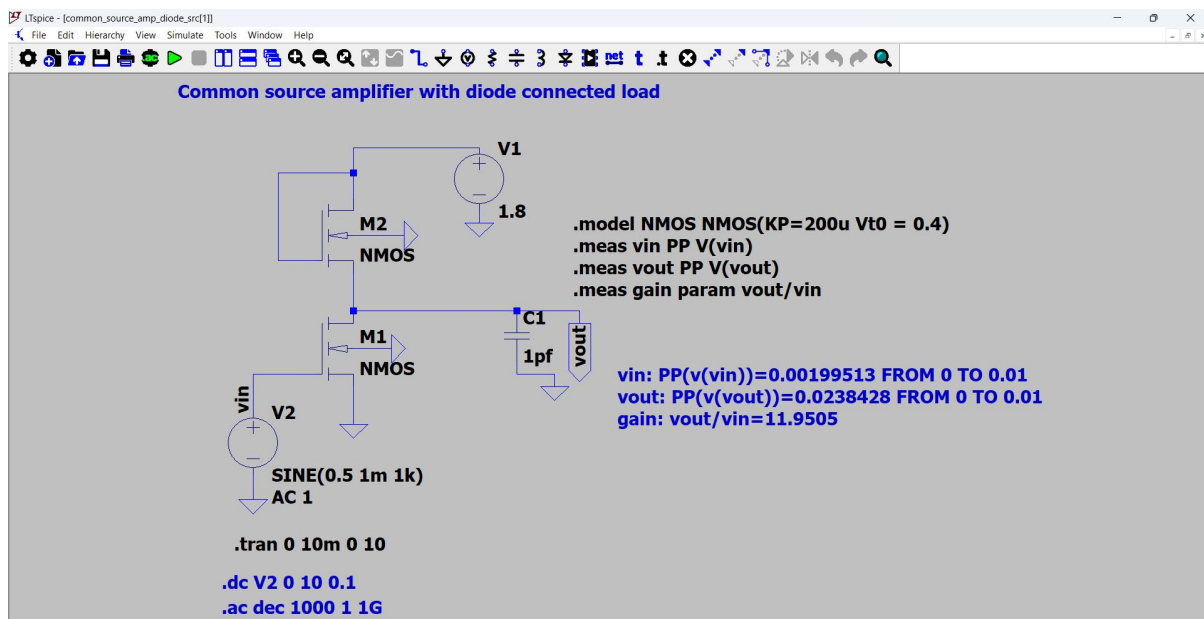 LTspice - [common_source_amp_diode_src[1]]
File Edit Hierarchy View Simulate Tools Window Help
net t .t
Common source amplifier with diode connected load
V1
1.8
M2
NMOS
.model NMOS NMOS(KP=200u Vt0 = 0.4)
.meas vin PP V(vin)
.meas vout PP V(vout)
.meas gain param vout/vin
M1
NMOS
C1
1pf
vout
vin: PP(v(vin))=0.00199513 FROM 0 TO 0.01
vout: PP(v(vout))=0.0238428 FROM 0 TO 0.01
gain: vout/vin=11.9505
vin
V2
SINE(0.5 1m 1k)
AC 1
.tran 0 10m 0 10
.dc V2 0 10 0.1
.ac dec 1000 1 1G